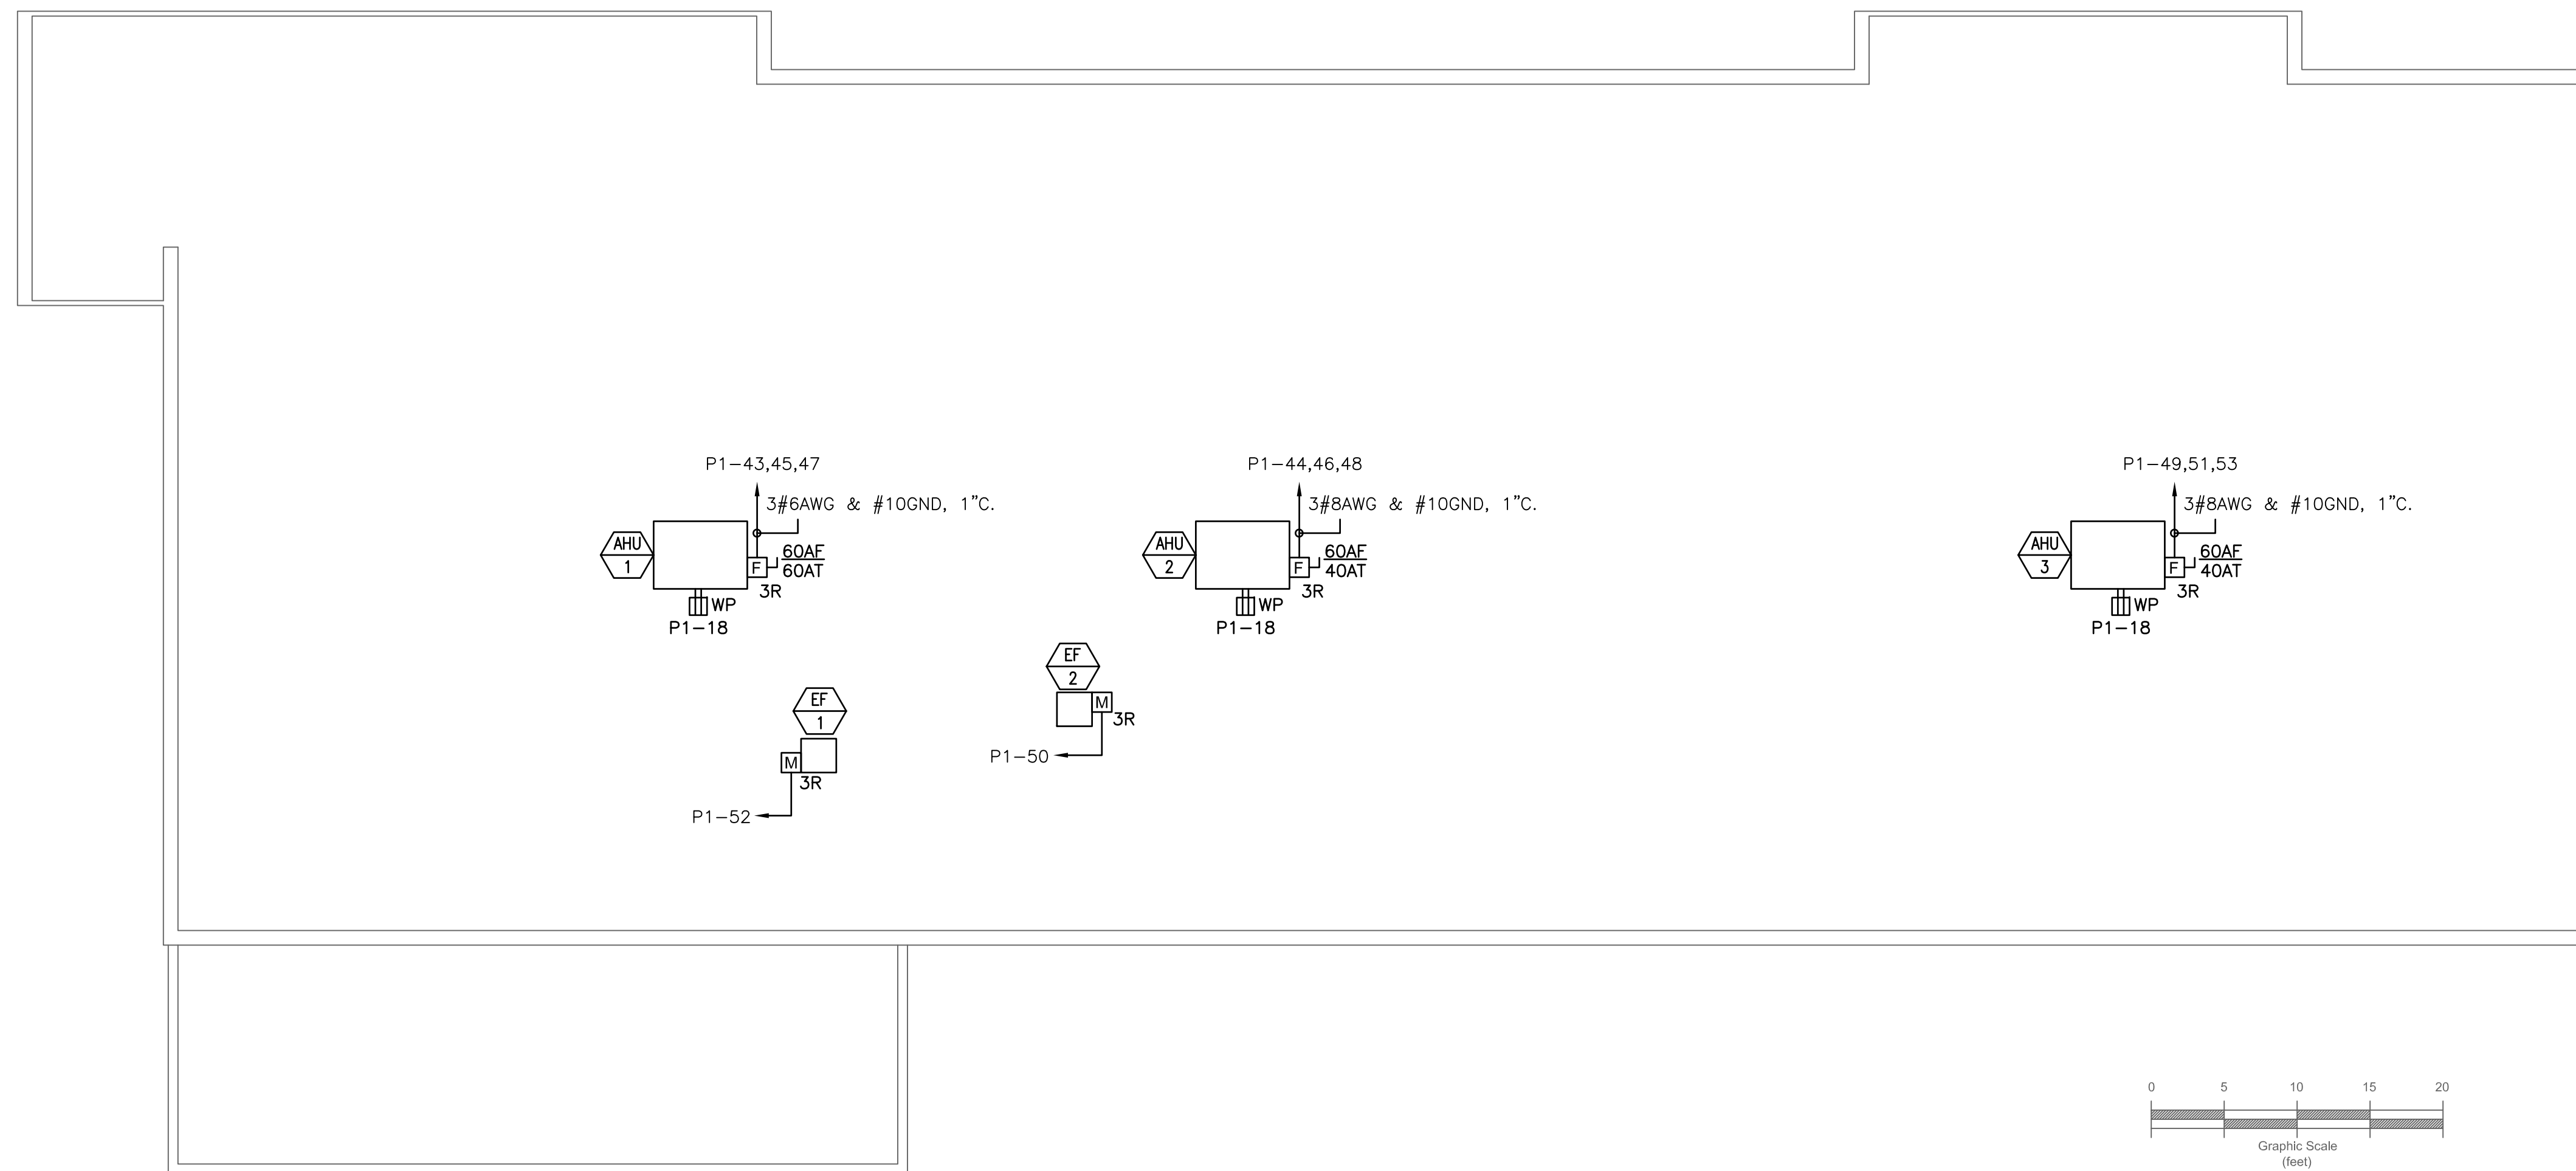 P1-43,45,47
3#6AWG & #10GND, 1"C.
AHU
1
F
60AF
60AT
3R
WP
P1-18
P1-44,46,48
3#8AWG & #10GND, 1"C.
AHU
2
F
60AF
40AT
3R
WP
P1-18
P1-49,51,53
3#8AWG & #10GND, 1"C.
AHU
3
F
60AF
40AT
3R
WP
P1-18
EF
1
M
3R
P1-52
EF
2
M
3R
P1-50
0 5 10 15 20
Graphic Scale
(feet)